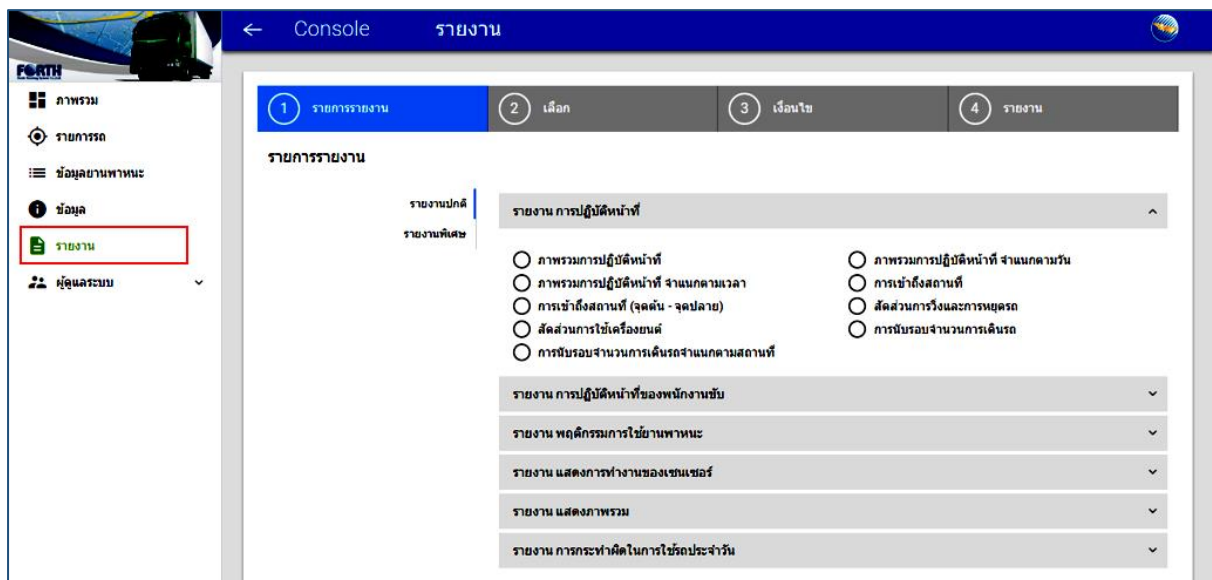 ← Console รายงาน
FORTH
ภาพรวม
รายการรถ
ข้อมูลยานพาหนะ
ข้อมูล
รายงาน
ผู้ดูแลระบบ
1 รายการรายงาน 2 เลือก 3 เงื่อนไข 4 รายงาน
รายการรายงาน
รายงานปกติ
รายงานพิเศษ
รายงาน การปฏิบัติหน้าที่
ภาพรวมการปฏิบัติหน้าที่ ภาพรวมการปฏิบัติหน้าที่ จำแนกตามวัน
ภาพรวมการปฏิบัติหน้าที่ จำแนกตามเวลา การเข้าถึงสถานที่
การเข้าถึงสถานที่ (จุดต้น - จุดปลาย) สัดส่วนการวิ่งและการหยุดรถ
สัดส่วนการใช้เครื่องยนต์ การนับรอบจำนวนการเดินรถ
การนับรอบจำนวนการเดินรถจำแนกตามสถานที่
รายงาน การปฏิบัติหน้าที่ของพนักงานขับ
รายงาน พฤติกรรมการใช้ยานพาหนะ
รายงาน แสดงการทำงานของเซนเซอร์
รายงาน แสดงภาพรวม
รายงาน การกระทำผิดในการใช้รถประจำวัน